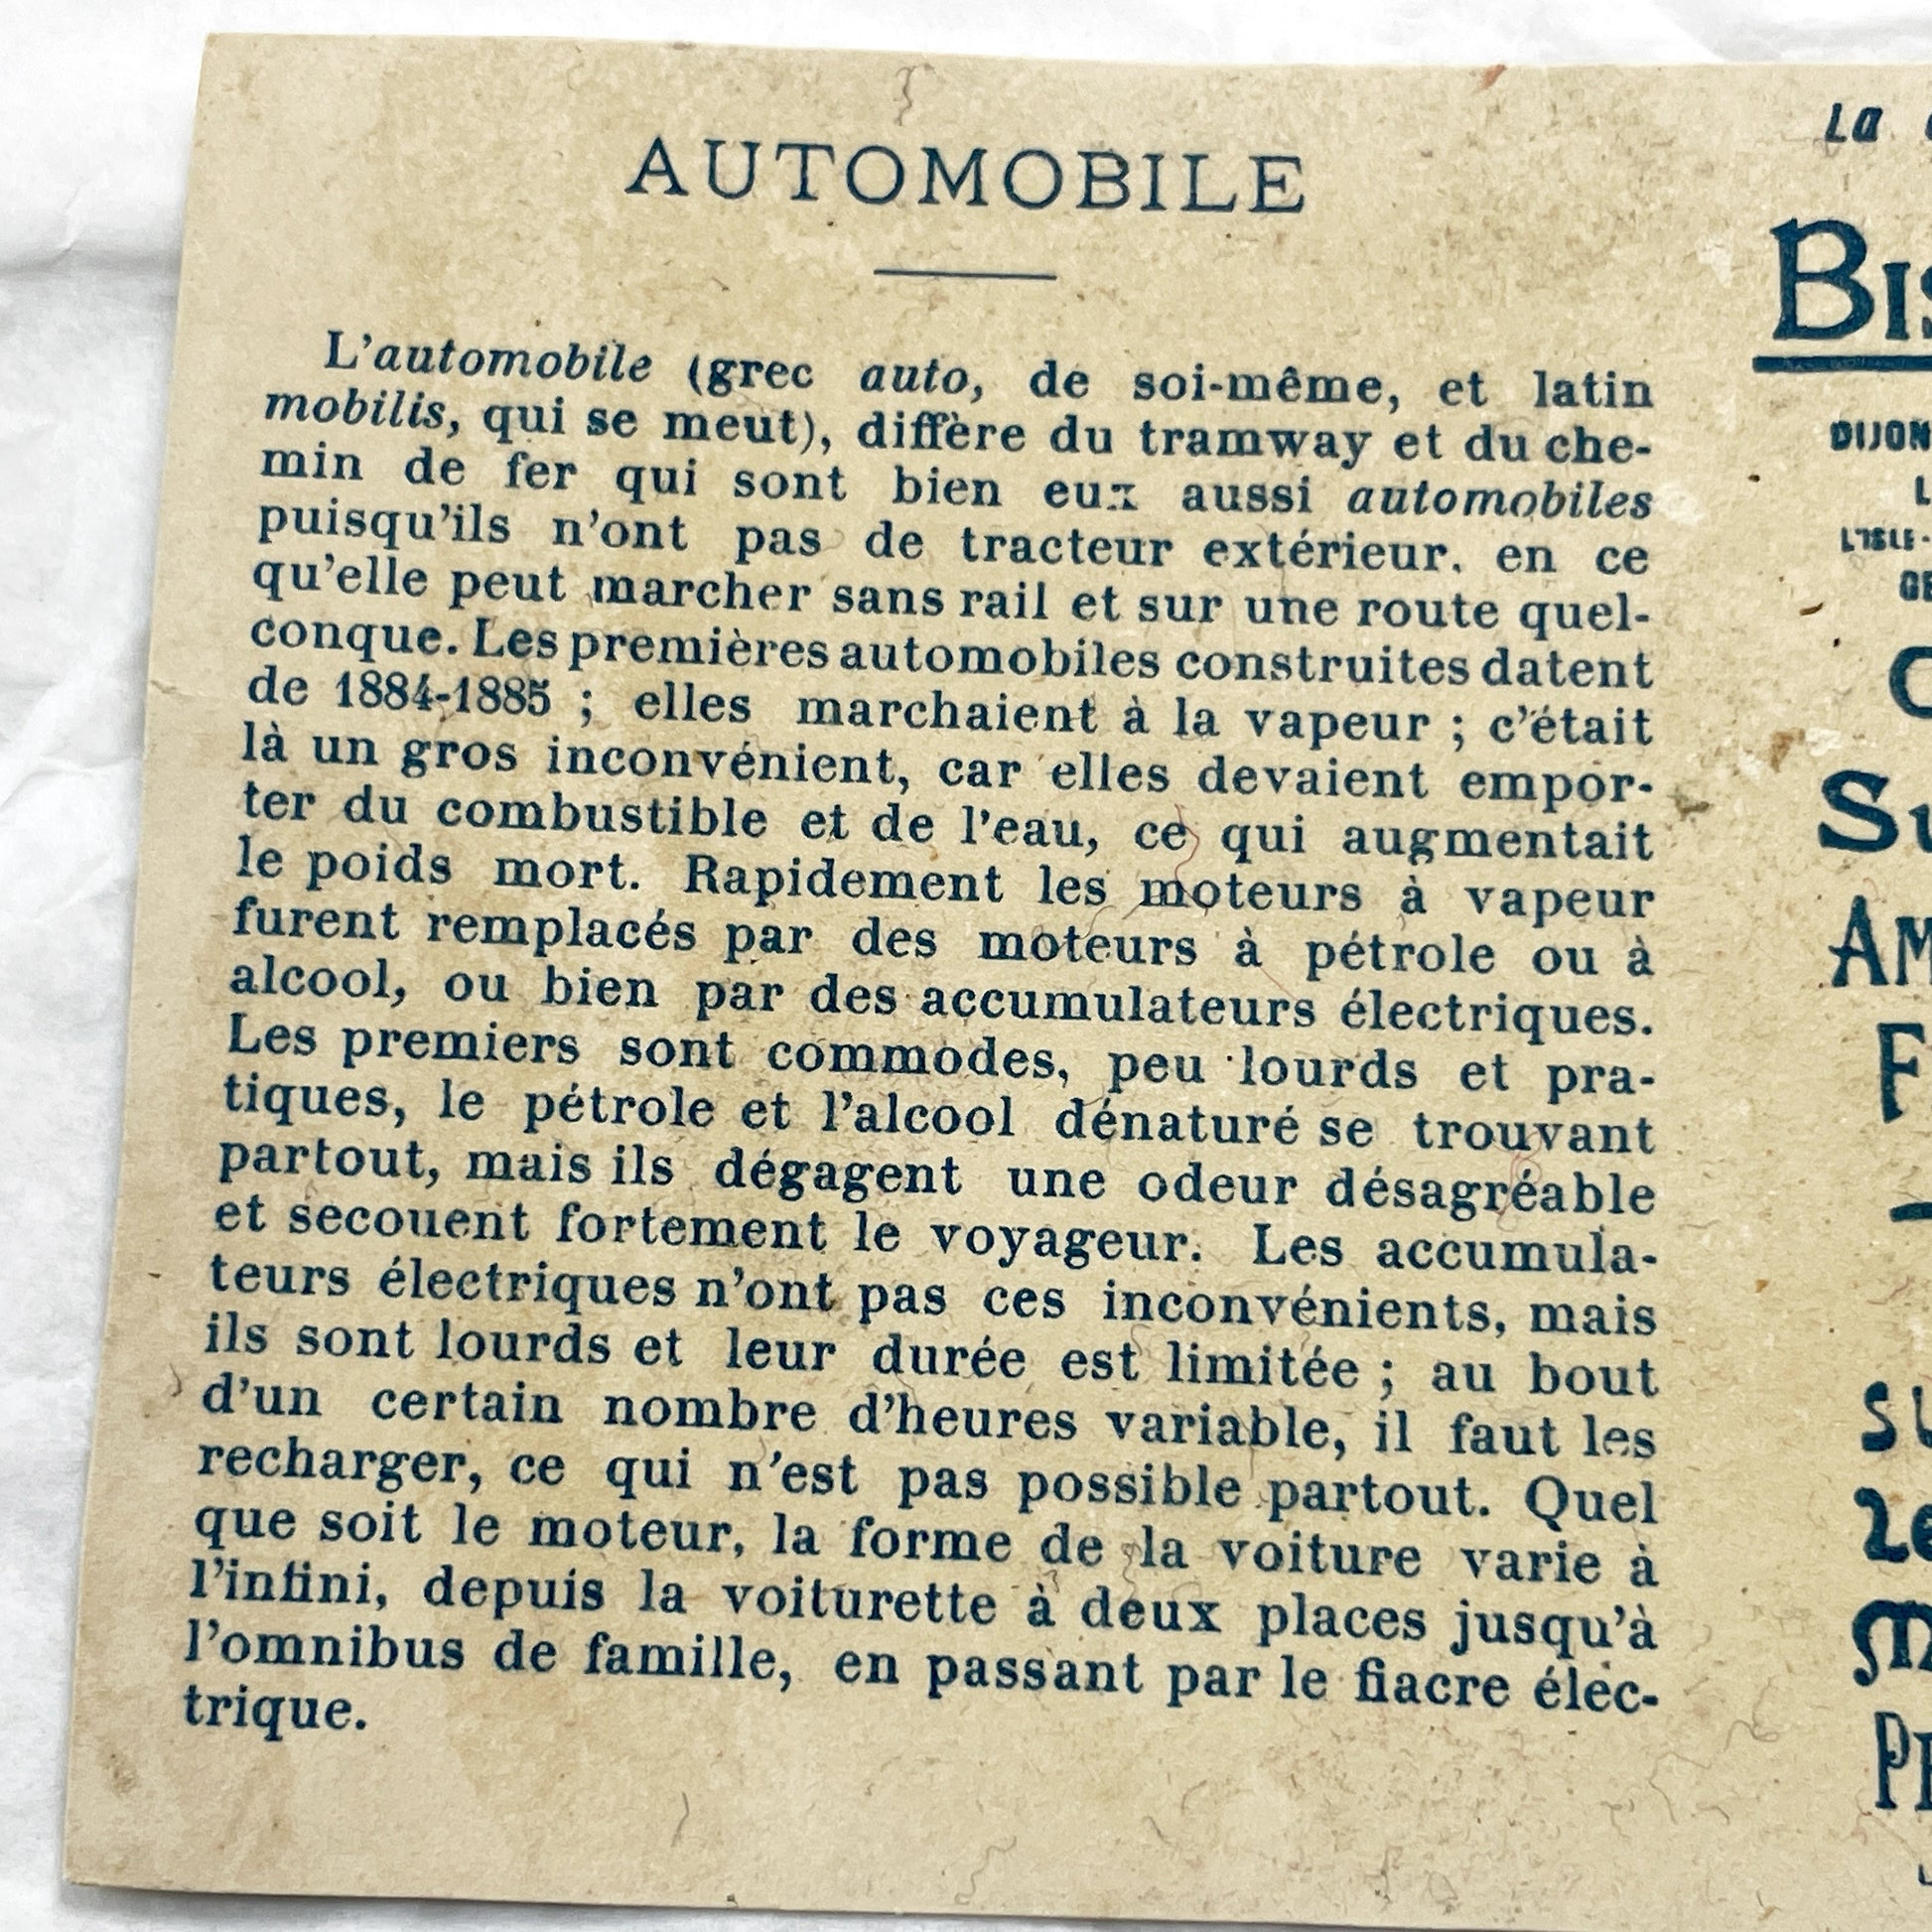 AUTOMOBILE
L'automobile (grec auto, de soi-même, et latin
mobilis, qui se meut), diffère du tramway et du che-
min de fer qui sont bien eux aussi automobiles
puisqu'ils n'ont pas de tracteur extérieur, en ce
qu'elle peut marcher sans rail et sur une route quel-
conque. Les premières automobiles construites datent
de 1884-1885 ; elles marchaient à la vapeur ; c'était
là un gros inconvénient, car elles devaient empor-
ter du combustible et de l'eau, ce qui augmentait
le poids mort. Rapidement les moteurs à vapeur
furent remplacés par des moteurs à pétrole ou à
alcool, ou bien par des accumulateurs électriques.
Les premiers sont commodes, peu lourds et pra-
tiques, le pétrole et l'alcool dénaturé se trouvant
partout, mais ils dégagent une odeur désagréable
et secouent fortement le voyageur. Les accumula-
teurs électriques n'ont pas ces inconvénients, mais
ils sont lourds et leur durée est limitée ; au bout
d'un certain nombre d'heures variable, il faut les
recharger, ce qui n'est pas possible partout. Quel
que soit le moteur, la forme de la voiture varie à
l'infini, depuis la voiturette à deux places jusqu'à
l'omnibus de famille, en passant par le fiacre élec-
trique.
La
DIJON
L'ISLE-